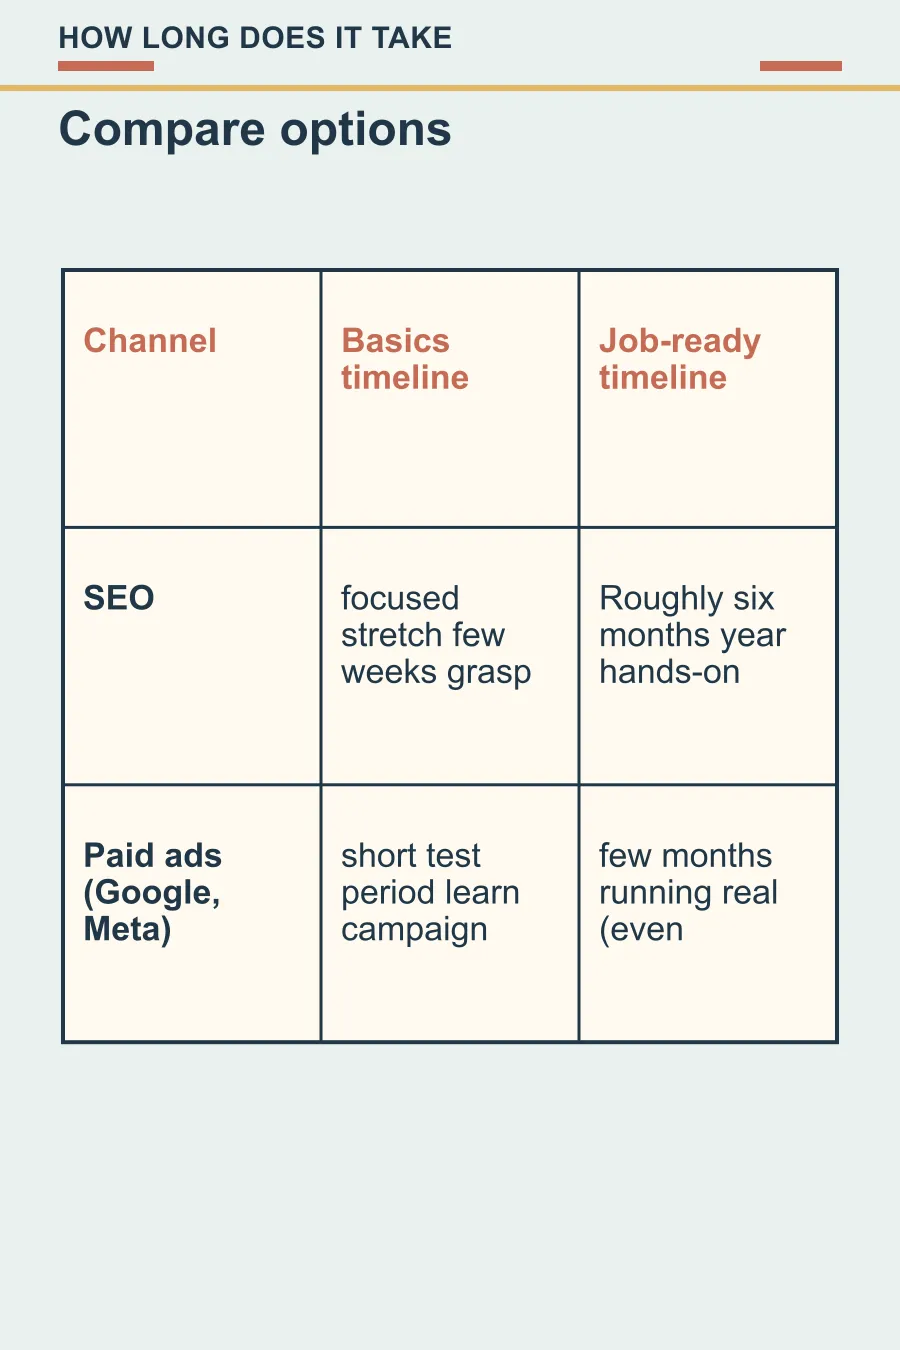 HOW LONG DOES IT TAKE
Compare options
Channel
Basics
timeline
Job-ready
timeline
SEO
focused
stretch few
weeks grasp
Roughly six
months year
hands-on
Paid ads
(Google,
Meta)
short test
period learn
campaign
few months
running real
(even